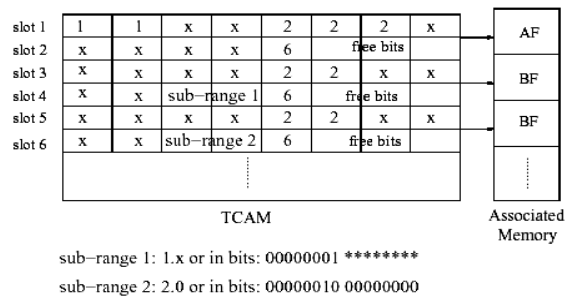 slot 1 1 1 x x 2 2 2 x AF
slot 2 x x x x 6 free bits
slot 3 x x x x 2 2 x x BF
slot 4 x x sub−range 1 6 free bits
slot 5 x x x x 2 2 x x BF
slot 6 x x sub−range 2 6 free bits
TCAM
Associated
Memory
sub−range 1: 1.x or in bits: 00000001 ********
sub−range 2: 2.0 or in bits: 00000010 00000000